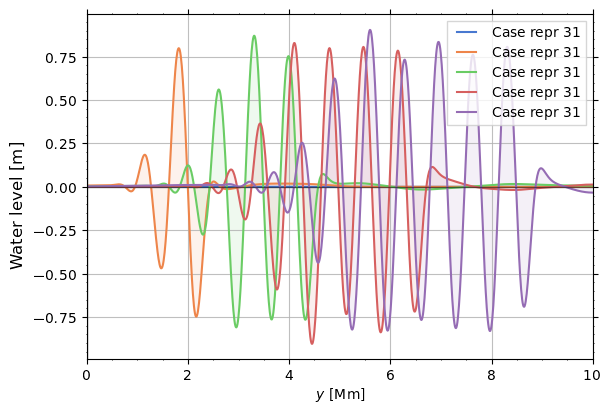 Water level [m]
0.75
0.50
0.25
0.00
−0.25
−0.50
−0.75
0
2
4
6
8
10
y [Mm]
Case repr 31
Case repr 31
Case repr 31
Case repr 31
Case repr 31